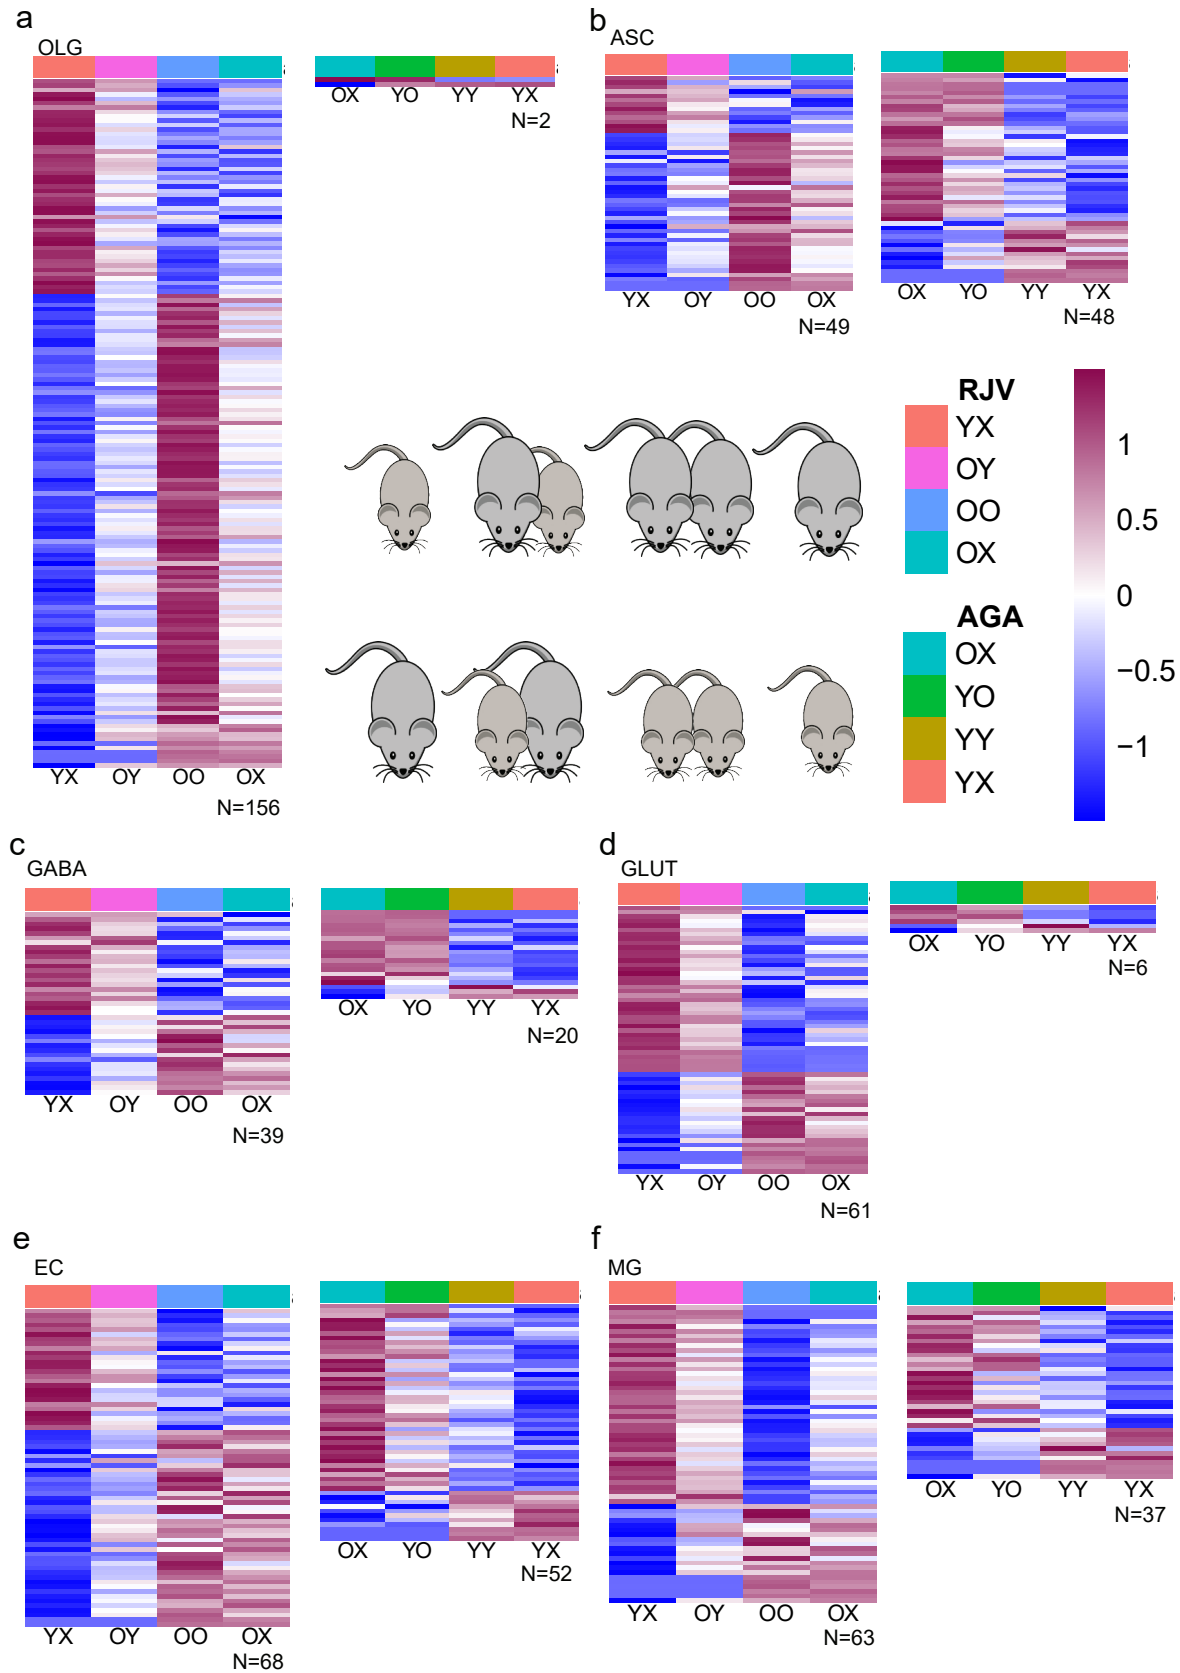 a
OLG
YX OY OO OX
N=156
OX YO YY YX
N=2
b
ASC
YX OY OO OX
N=49
OX YO YY YX
N=48
RJV
YX
OY
OO
OX
AGA
OX
YO
YY
YX
1
0.5
0
−0.5
−1
c
GABA
YX OY OO OX
N=39
OX YO YY YX
N=20
d
GLUT
YX OY OO OX
N=61
OX YO YY YX
N=6
e
EC
YX OY OO OX
N=68
OX YO YY YX
N=52
f
MG
YX OY OO OX
N=63
OX YO YY YX
N=37